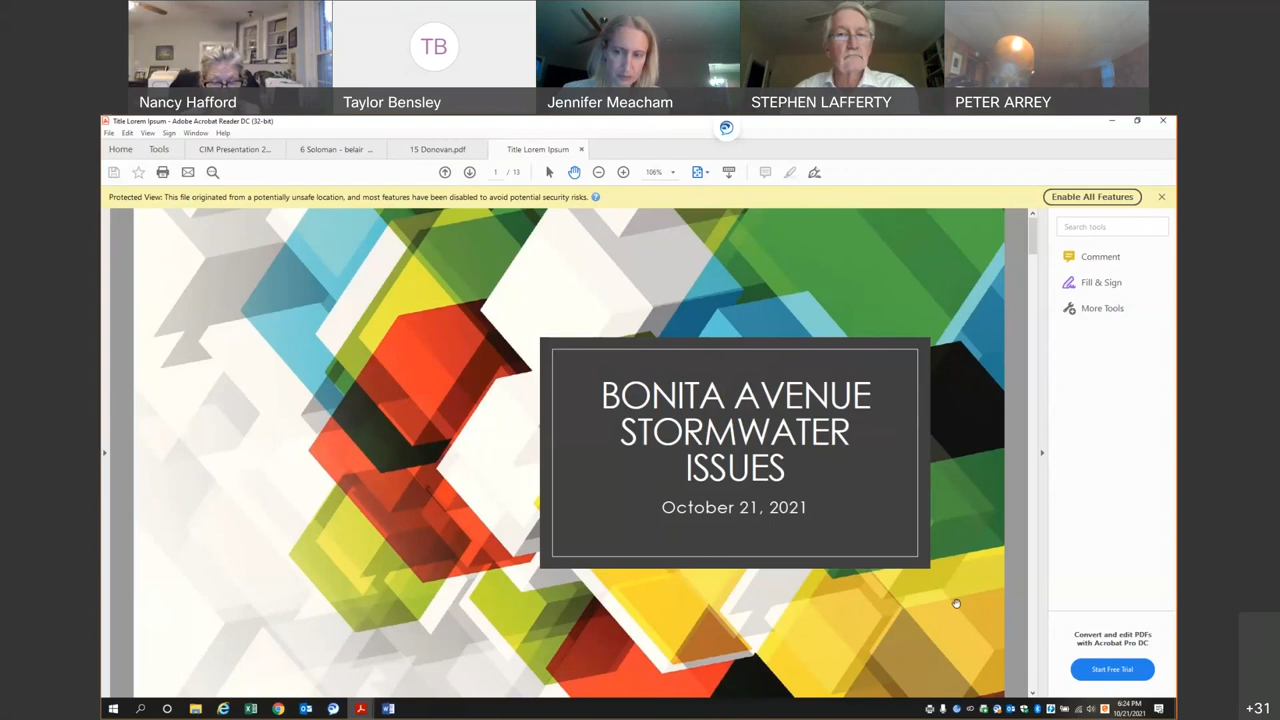 TB
Nancy Hafford
Taylor Bensley
Jennifer Meacham
STEPHEN LAFFERTY
PETER ARREY
Title Lorem Ipsum - Adobe Acrobat Reader DC (32-bit)
File Edit View Sign Window Help
Home Tools CIM Presentation 2... 6 Soloman - belair ... 15 Donovan.pdf Title Lorem Ipsum ×
1 / 13 106%
Protected View: This file originated from a potentially unsafe location, and most features have been disabled to avoid potential security risks. ? Enable All Features
Search tools
Comment
Fill & Sign
More Tools
BONITA AVENUE
STORMWATER
ISSUES
October 21, 2021
Convert and edit PDFs
with Acrobat Pro DC
Start Free Trial
6:24 PM
10/21/2021
+31